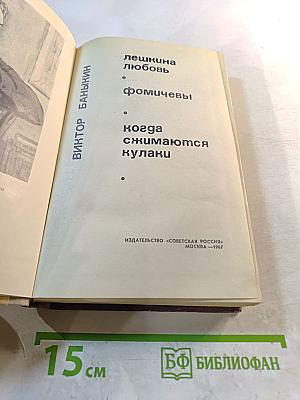 ВИКТОР БАНЫКИН
лешкина
любовь
фомичевы
когда
сжимаются
кулаки
ИЗДАТЕЛЬСТВО «СОВЕТСКАЯ РОССИЯ»
МОСКВА—1967
15 см
БФ БИБЛИОФАН